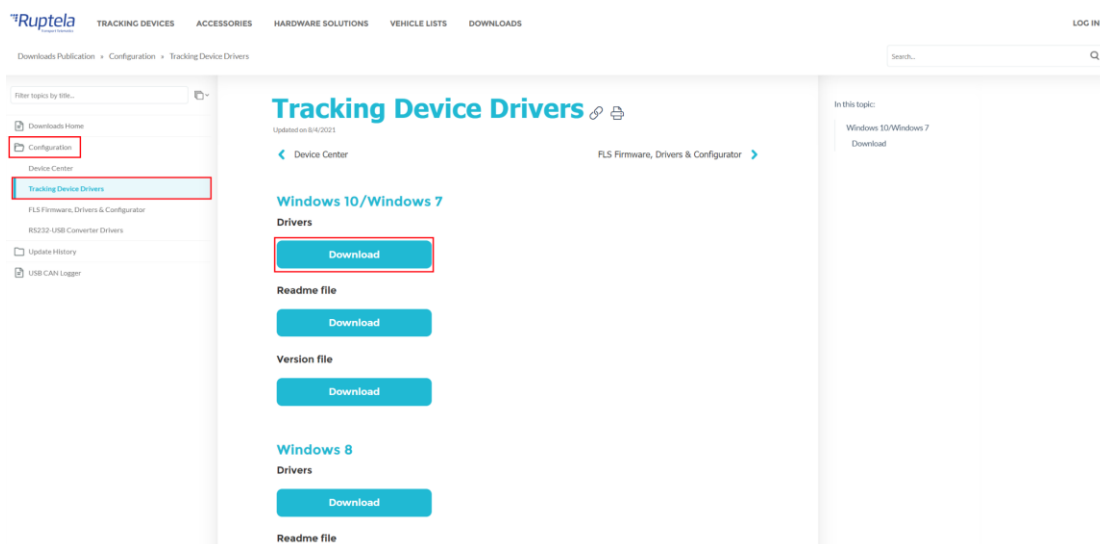 Ruptela
TRACKING DEVICES ACCESSORIES HARDWARE SOLUTIONS VEHICLE LISTS DOWNLOADS LOG IN
Downloads Publication › Configuration › Tracking Device Drivers
Search...
Filter topics by title...
Downloads Home
Configuration
Device Center
Tracking Device Drivers
FLS Firmware, Drivers & Configurator
RS232-USB Converter Drivers
Update History
USB CAN Logger
Tracking Device Drivers
Updated on 8/4/2021
Device Center FLS Firmware, Drivers & Configurator
Windows 10/Windows 7
Drivers
Download
Readme file
Download
Version file
Download
Windows 8
Drivers
Download
Readme file
In this topic:
Windows 10/Windows 7
Download